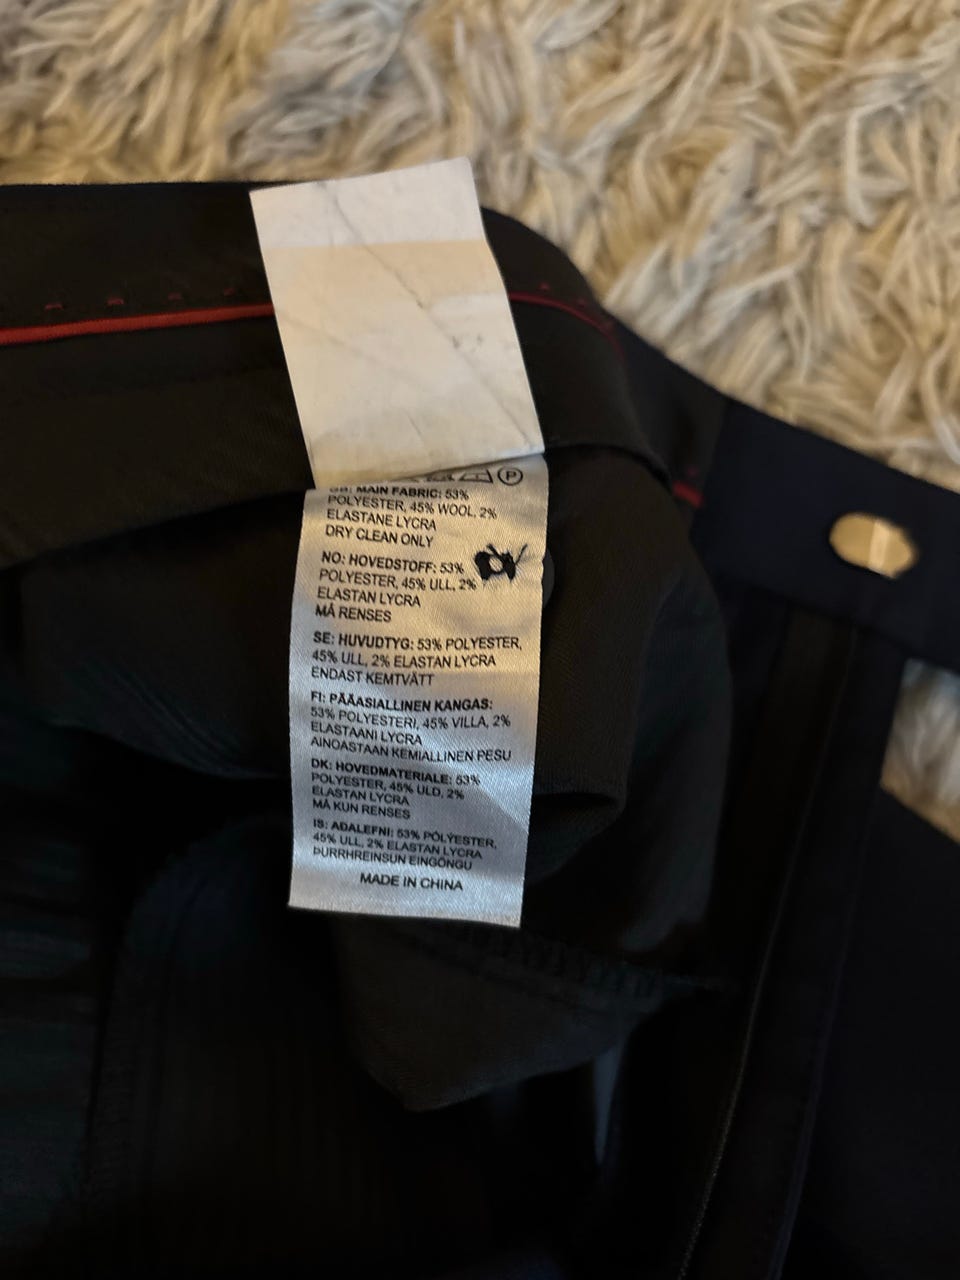 P
GB: MAIN FABRIC: 53%
POLYESTER, 45% WOOL, 2%
ELASTANE LYCRA
DRY CLEAN ONLY
NO: HOVEDSTOFF: 53%
POLYESTER, 45% ULL, 2%
ELASTAN LYCRA
MÅ RENSES
SE: HUVUDTYG: 53% POLYESTER,
45% ULL, 2% ELASTAN LYCRA
ENDAST KEMTVÄTT
FI: PÄÄASIALLINEN KANGAS:
53% POLYESTERI, 45% VILLA, 2%
ELASTAANI LYCRA
AINOASTAAN KEMIALLINEN PESU
DK: HOVEDMATERIALE: 53%
POLYESTER, 45% ULD, 2%
ELASTAN LYCRA
MÅ KUN RENSES
IS: AÐALEFNI: 53% PÓLÝESTER,
45% ULL, 2% ELASTAN LYCRA
ÞURRHREINSUN EINGÖNGU
MADE IN CHINA